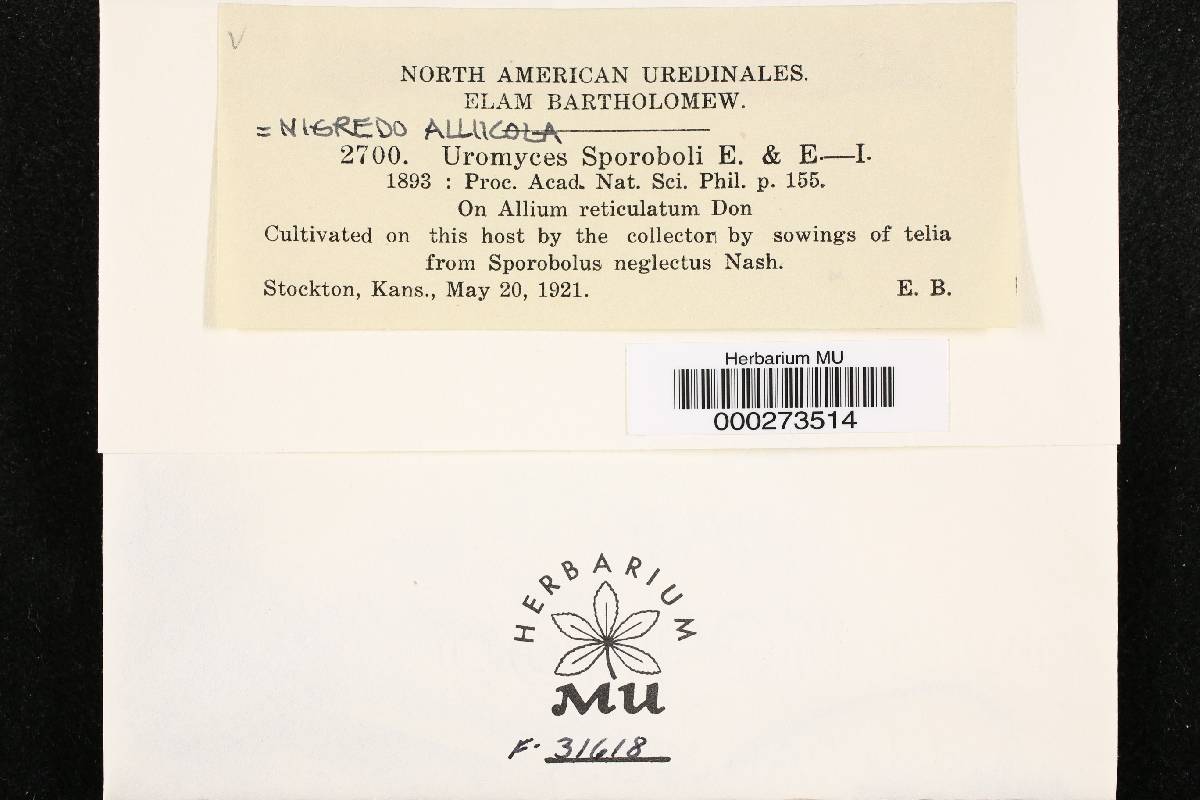 V
NORTH AMERICAN UREDINALES.
ELAM BARTHOLOMEW.
= NIGREDO ALLIICOLA
2700. Uromyces Sporoboli E. & E.—I.
1893 : Proc. Acad. Nat. Sci. Phil. p. 155.
On Allium reticulatum Don
Cultivated on this host by the collector by sowings of telia
from Sporobolus neglectus Nash.
Stockton, Kans., May 20, 1921. E. B.
Herbarium MU
000273514
HERBARIUM
MU
F. 31618